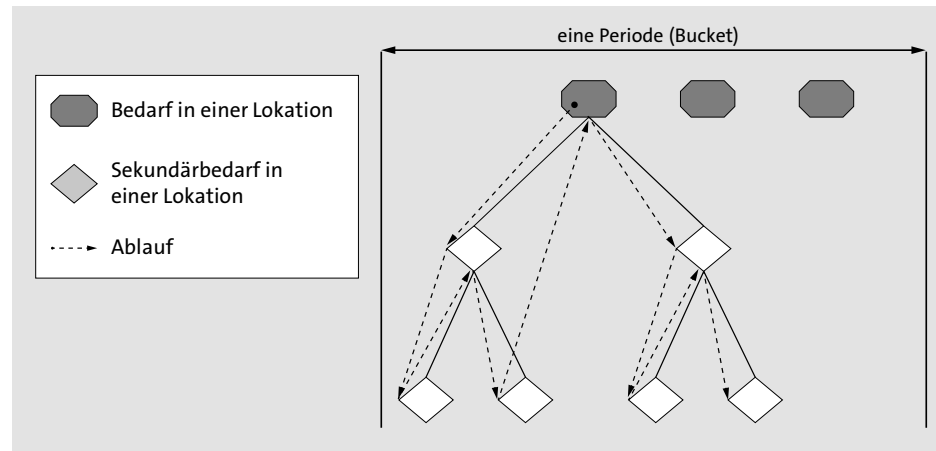 eine Periode (Bucket)
Bedarf in einer Lokation
Sekundärbedarf in
einer Lokation
Ablauf